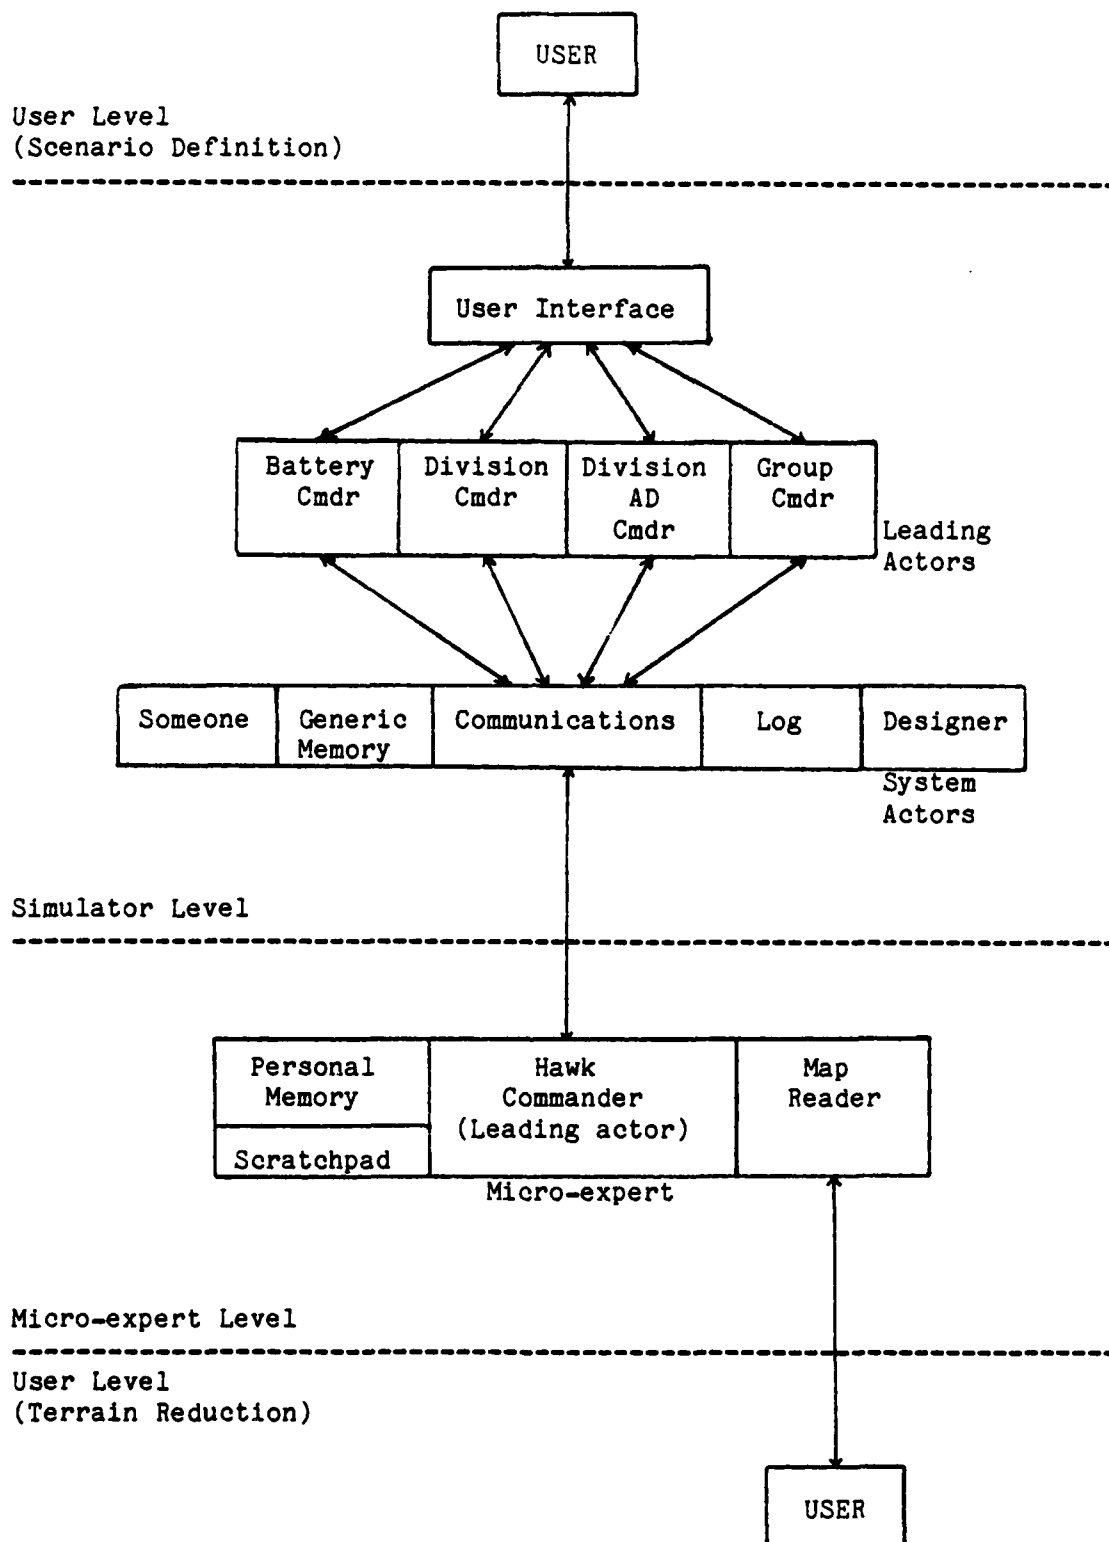 USER
User Level
(Scenario Definition)
User Interface
Battery Cmdr
Division Cmdr
Division AD Cmdr
Group Cmdr
Leading
Actors
Someone
Generic Memory
Communications
Log
Designer
System
Actors
Simulator Level
Personal Memory
Scratchpad
Hawk Commander (Leading actor)
Map Reader
Micro-expert
Micro-expert Level
User Level
(Terrain Reduction)
USER